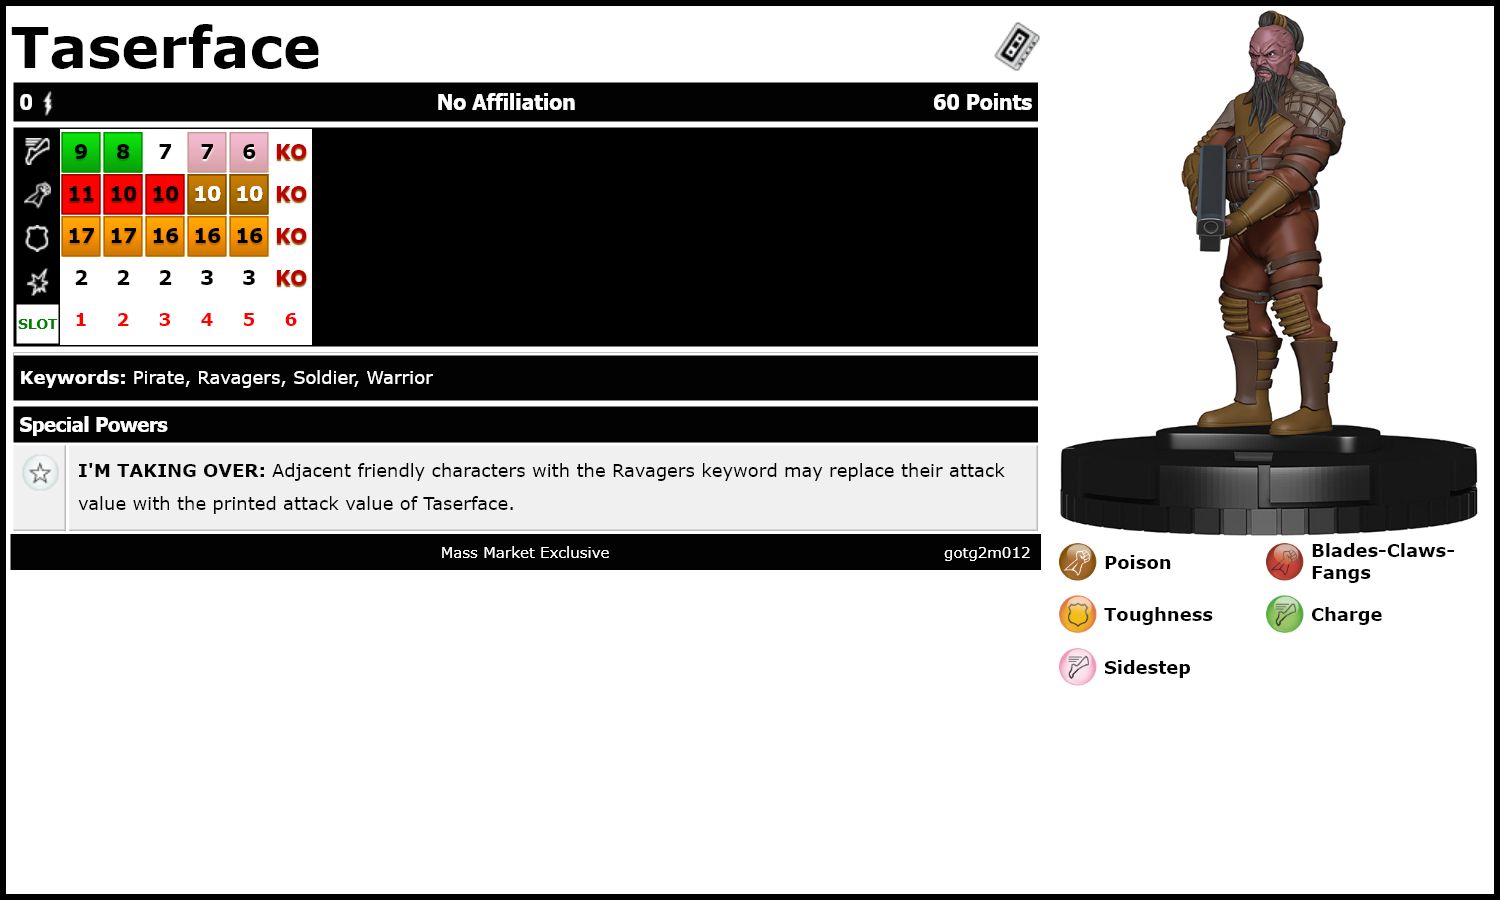 Taserface
0 No Affiliation 60 Points
9 8 7 7 6 KO
11 10 10 10 10 KO
17 17 16 16 16 KO
2 2 2 3 3 KO
SLOT 1 2 3 4 5 6
Keywords: Pirate, Ravagers, Soldier, Warrior
Special Powers
I'M TAKING OVER: Adjacent friendly characters with the Ravagers keyword may replace their attack
value with the printed attack value of Taserface.
Mass Market Exclusive gotg2m012
Poison
Blades-Claws-
Fangs
Toughness
Charge
Sidestep